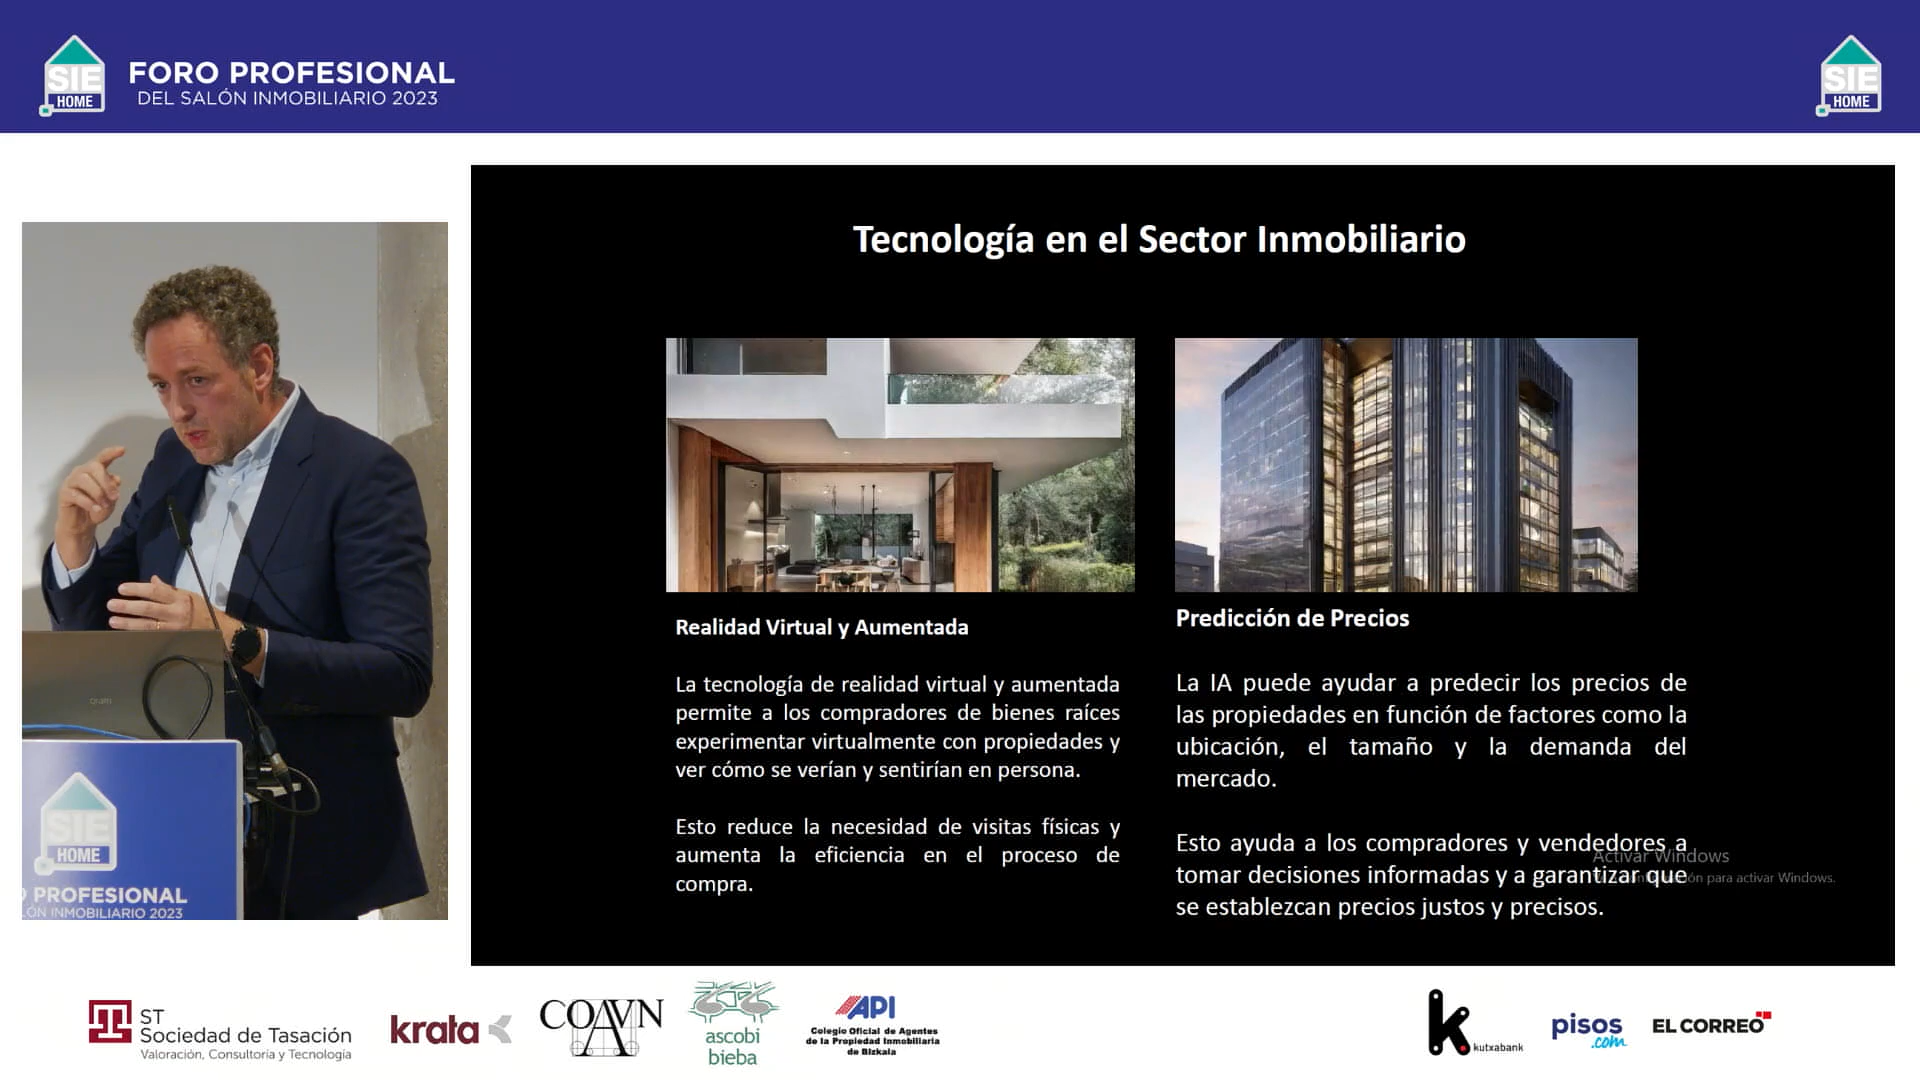 SIE
HOME
FORO PROFESIONAL
DEL SALÓN INMOBILIARIO 2023
SIE
HOME
Tecnología en el Sector Inmobiliario
Realidad Virtual y Aumentada
La tecnología de realidad virtual y aumentada
permite a los compradores de bienes raíces
experimentar virtualmente con propiedades y
ver cómo se verían y sentirían en persona.
Esto reduce la necesidad de visitas físicas y
aumenta la eficiencia en el proceso de
compra.
Predicción de Precios
La IA puede ayudar a predecir los precios de
las propiedades en función de factores como la
ubicación, el tamaño y la demanda del
mercado.
Esto ayuda a los compradores y vendedores a
tomar decisiones informadas y a garantizar que
se establezcan precios justos y precisos.
Activar Windows
para activar Windows.
gram
SIE
HOME
PROFESIONAL
INMOBILIARIO 2023
ST
Sociedad de Tasación
Valoración, Consultoría y Tecnología
krata
COAVN
ascobi
bieba
API
Colegio Oficial de Agentes
de la Propiedad Inmobiliaria
de Bizkaia
k
kutxabank
pisos
.com
EL CORREO